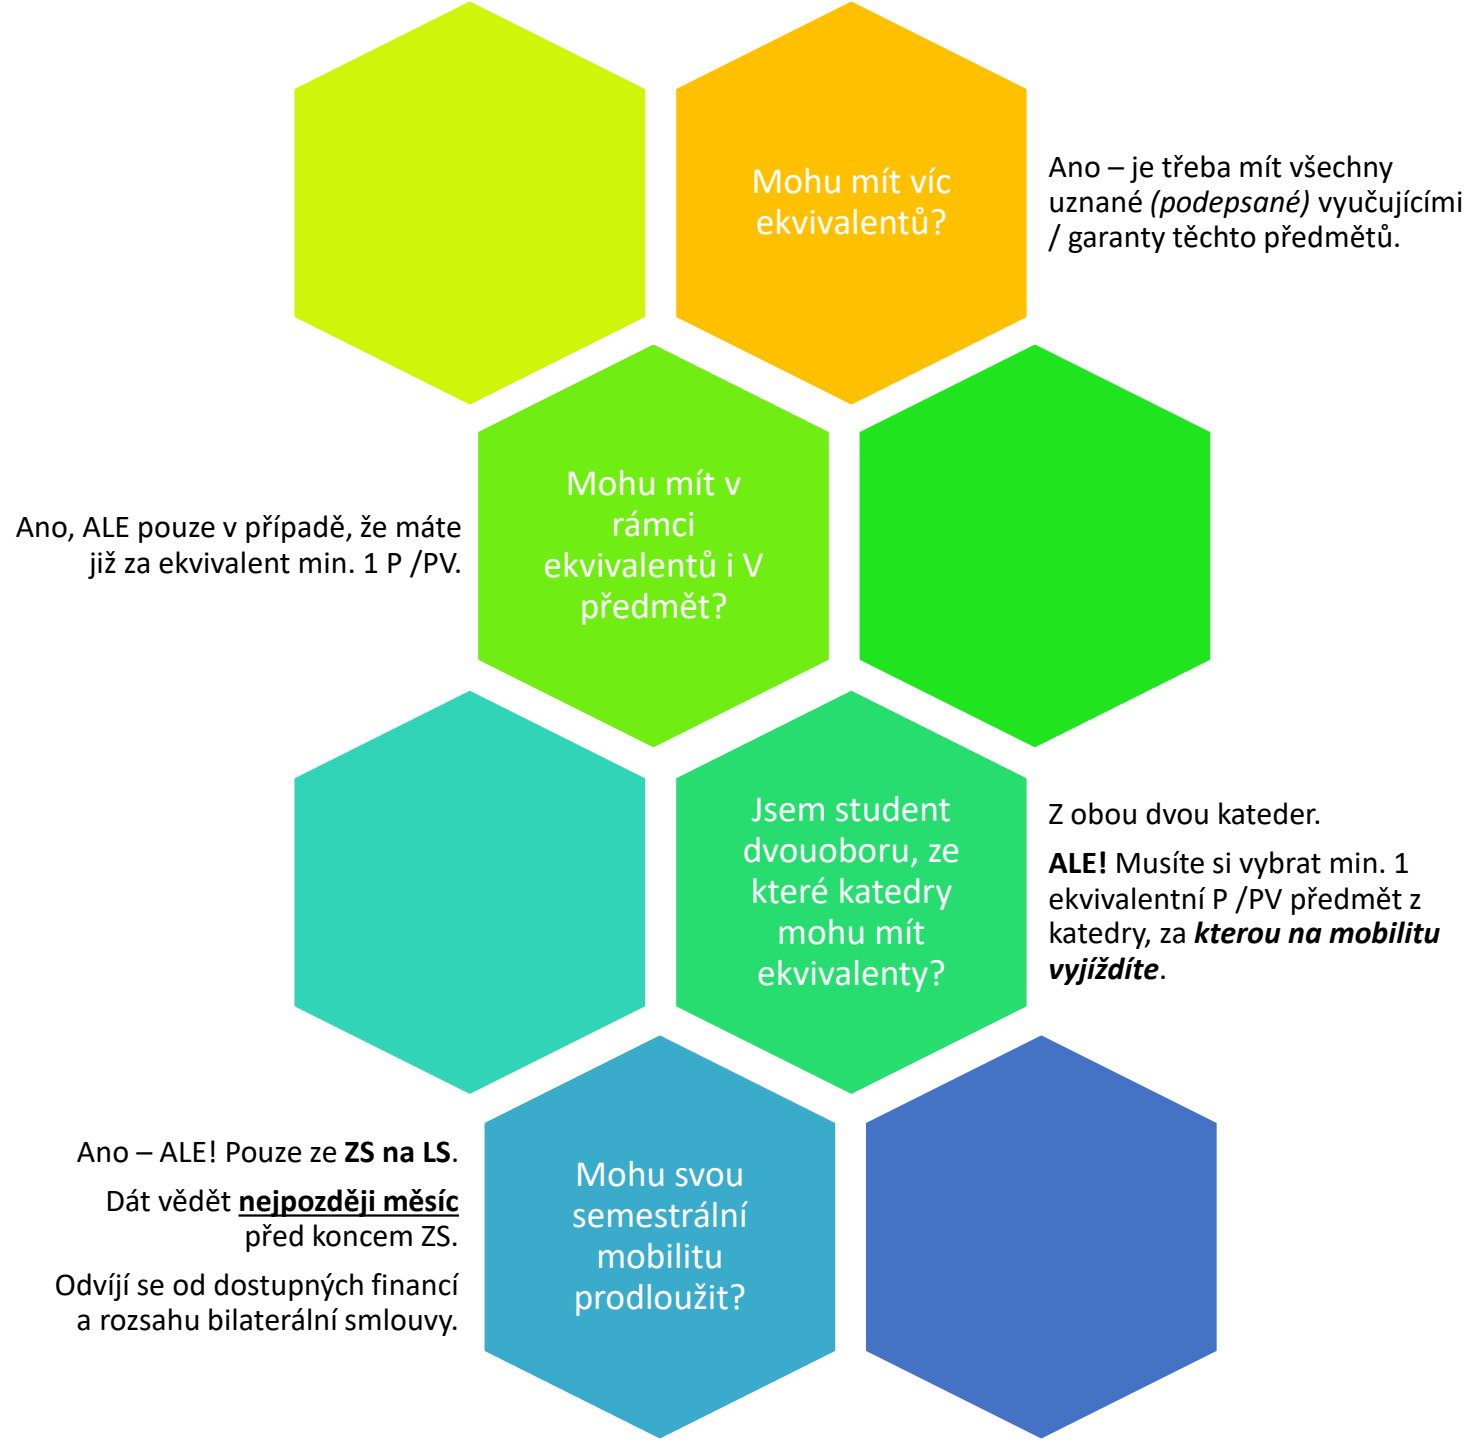 Mohu mít víc
ekvivalentů?
Ano – je třeba mít všechny
uznané (podepsané) vyučujícími
/ garanty těchto předmětů.
Mohu mít v
rámci
ekvivalentů i V
předmět?
Ano, ALE pouze v případě, že máte
již za ekvivalent min. 1 P /PV.
Jsem student
dvouoboru, ze
které katedry
mohu mít
ekvivalenty?
Z obou dvou kateder.
ALE! Musíte si vybrat min. 1
ekvivalentní P /PV předmět z
katedry, za kterou na mobilitu
vyjíždíte.
Mohu svou
semestrální
mobilitu
prodloužit?
Ano – ALE! Pouze ze ZS na LS.
Dát vědět nejpozději měsíc
před koncem ZS.
Odvíjí se od dostupných financí
a rozsahu bilaterální smlouvy.